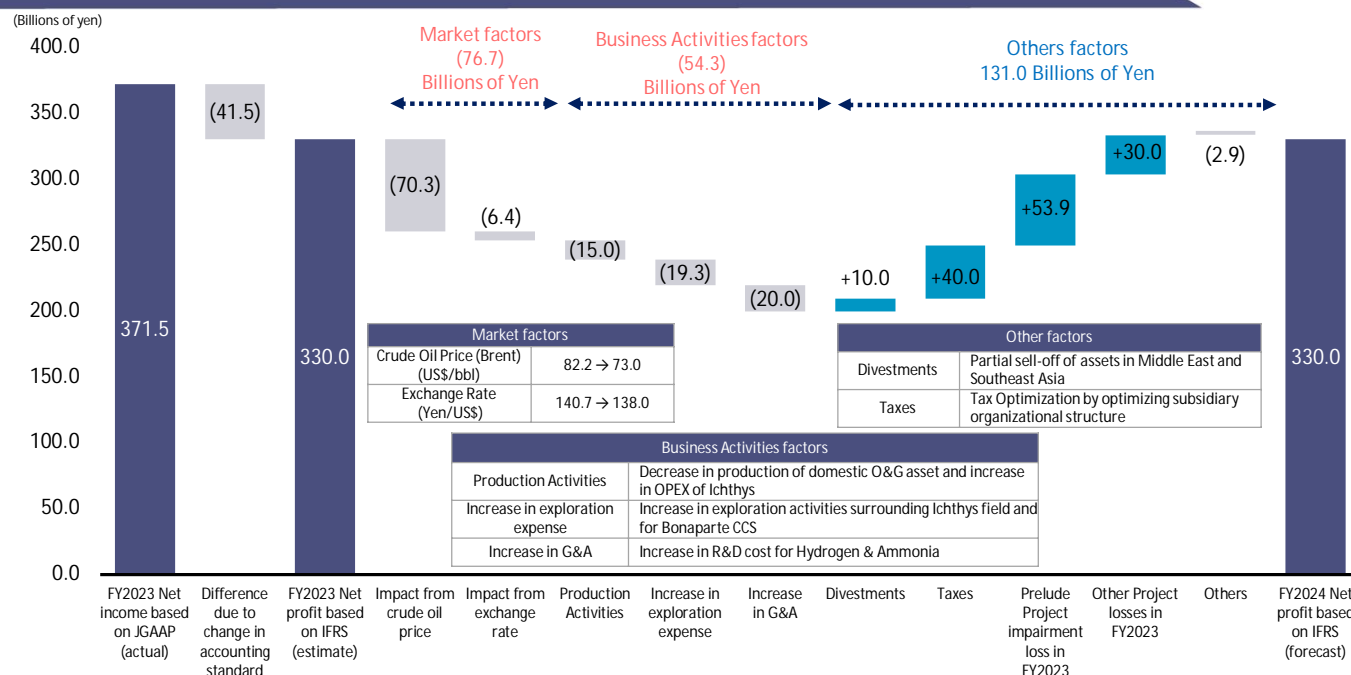 (Billions of yen)
400.0
350.0
300.0
250.0
200.0
150.0
100.0
50.0
0.0
Market factors
(76.7)
Billions of Yen
Business Activities factors
(54.3)
Billions of Yen
Others factors
131.0 Billions of Yen
371.5
(41.5)
330.0
(70.3)
(6.4)
(15.0)
(19.3)
(20.0)
+10.0
+40.0
+53.9
+30.0
(2.9)
330.0
Market factors
Crude Oil Price (Brent)
(US$/bbl)
82.2 → 73.0
Exchange Rate
(Yen/US$)
140.7 → 138.0
Other factors
Divestments
Partial sell-off of assets in Middle East and
Southeast Asia
Taxes
Tax Optimization by optimizing subsidiary
organizational structure
Business Activities factors
Production Activities
Decrease in production of domestic O&G asset and increase
in OPEX of Ichthys
Increase in exploration
expense
Increase in exploration activities surrounding Ichthys field and
for Bonaparte CCS
Increase in G&A
Increase in R&D cost for Hydrogen & Ammonia
FY2023 Net
income based
on JGAAP
(actual)
Difference
due to
change in
accounting
standard
FY2023 Net
profit based
on IFRS
(estimate)
Impact from
crude oil
price
Impact from
exchange
rate
Production
Activities
Increase in
exploration
expense
Increase
in G&A
Divestments
Taxes
Prelude
Project
impairment
loss in
FY2023
Other Project
losses in
FY2023
Others
FY2024 Net
profit based
on IFRS
(forecast)